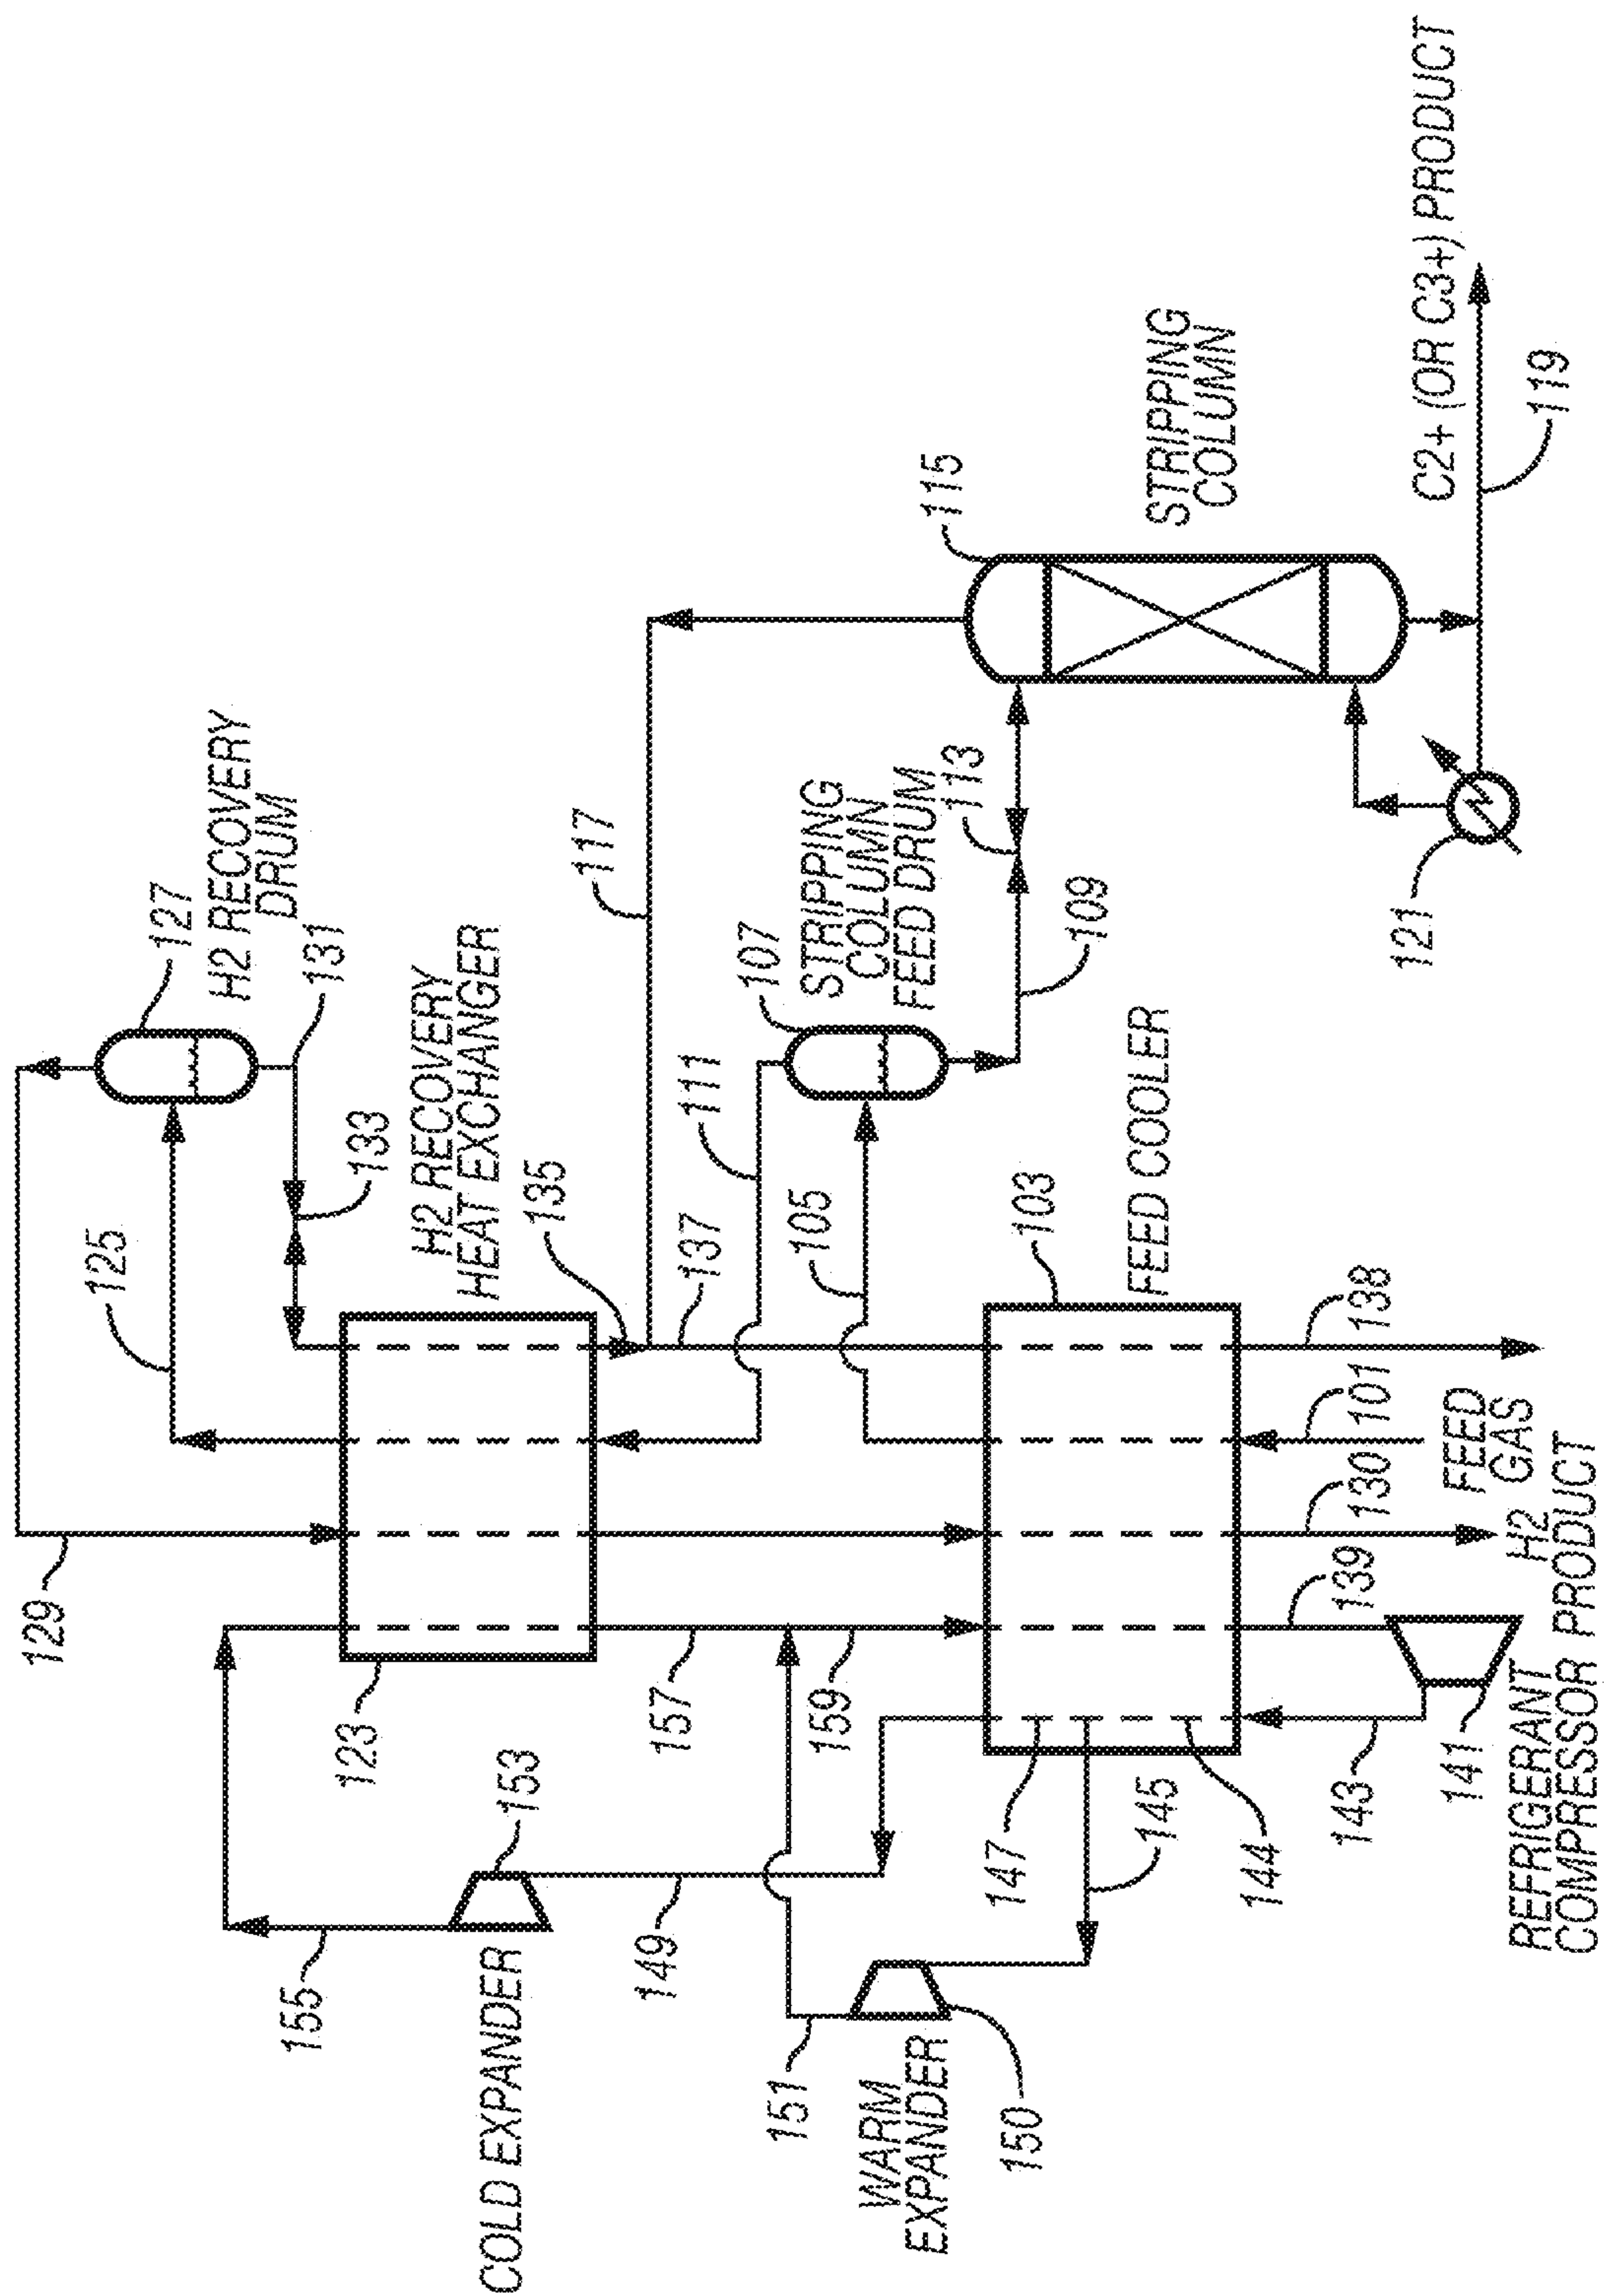 129
125
127
H2 RECOVERY
DRUM
131
133
155
COLD EXPANDER
153
123
H2 RECOVERY
HEAT EXCHANGER
135
117
149
157
137
111
107
STRIPPING
COLUMN
FEED DRUM
113
115
STRIPPING
COLUMN
151
WARM
EXPANDER
150
159
105
109
103
FEED COOLER
147
145
144
143
141
REFRIGERANT
COMPRESSOR
139
130
H2
PRODUCT
101
FEED
GAS
138
121
C2+ (OR C3+) PRODUCT
119